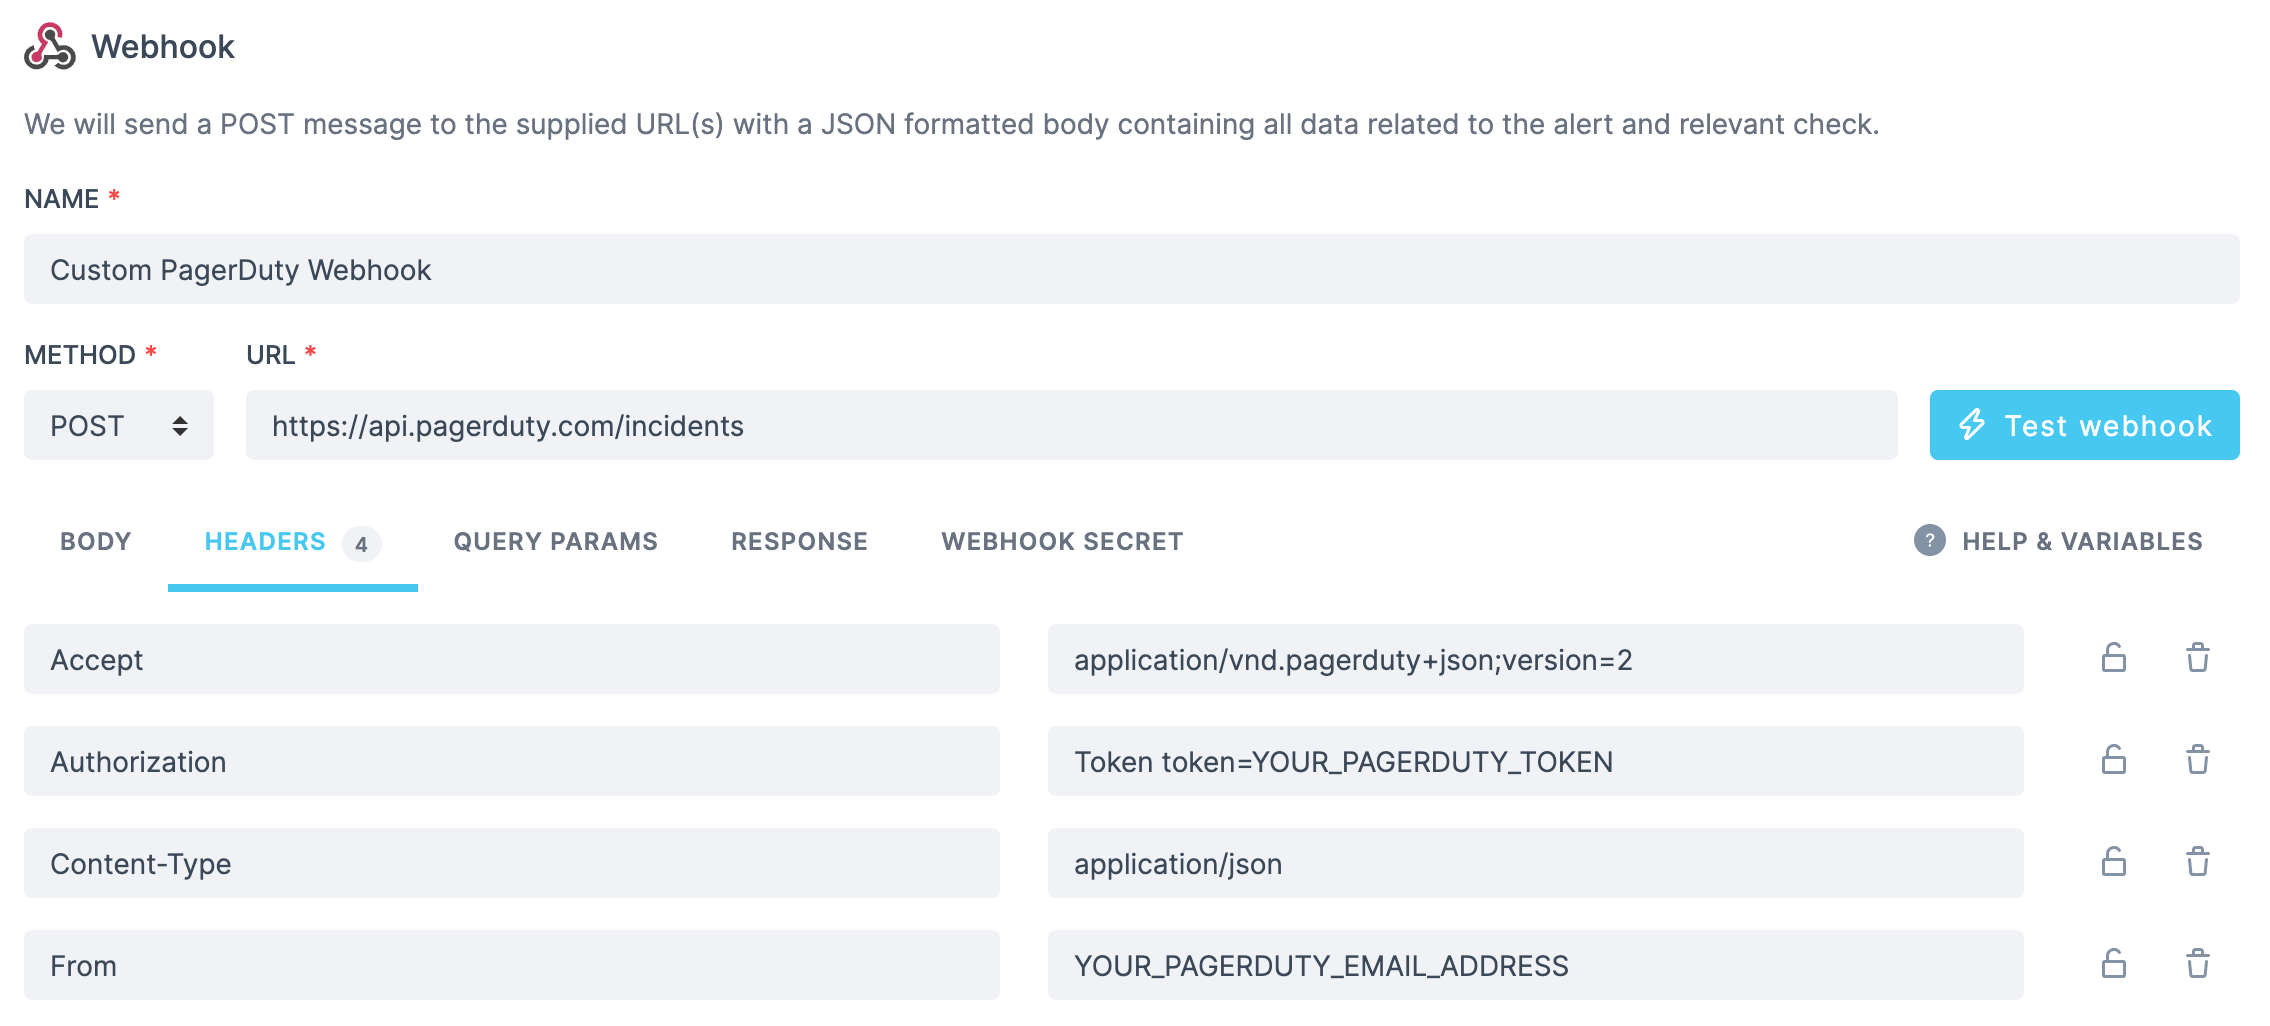 Webhook
We will send a POST message to the supplied URL(s) with a JSON formatted body containing all data related to the alert and relevant check.
NAME *
Custom PagerDuty Webhook
METHOD * URL *
POST https://api.pagerduty.com/incidents Test webhook
BODY HEADERS 4 QUERY PARAMS RESPONSE WEBHOOK SECRET ? HELP & VARIABLES
Accept application/vnd.pagerduty+json;version=2
Authorization Token token=YOUR_PAGERDUTY_TOKEN
Content-Type application/json
From YOUR_PAGERDUTY_EMAIL_ADDRESS